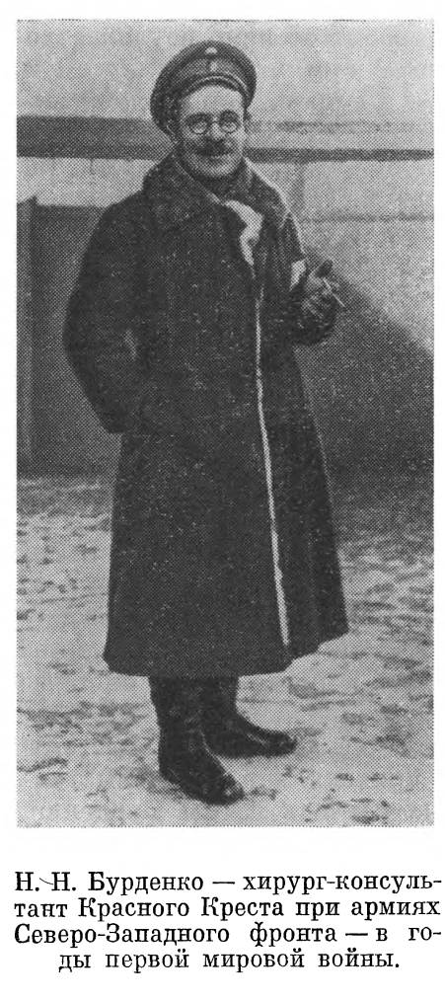 Н. Н. Бурденко — хирург-консуль-
тант Красного Креста при армиях
Северо-Западного фронта — в го-
ды первой мировой войны.